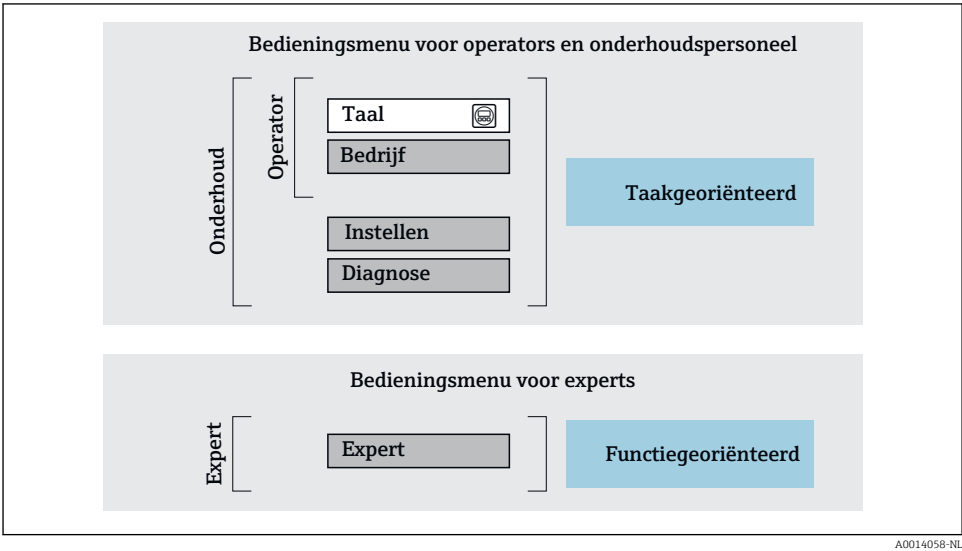 Bedieningsmenu voor operators en onderhoudspersoneel
Onderhoud
Operator
Taal
Bedrijf
Instellen
Diagnose
Taakgeoriënteerd
Bedieningsmenu voor experts
Expert
Expert
Functiegeoriënteerd
A0014058-NL